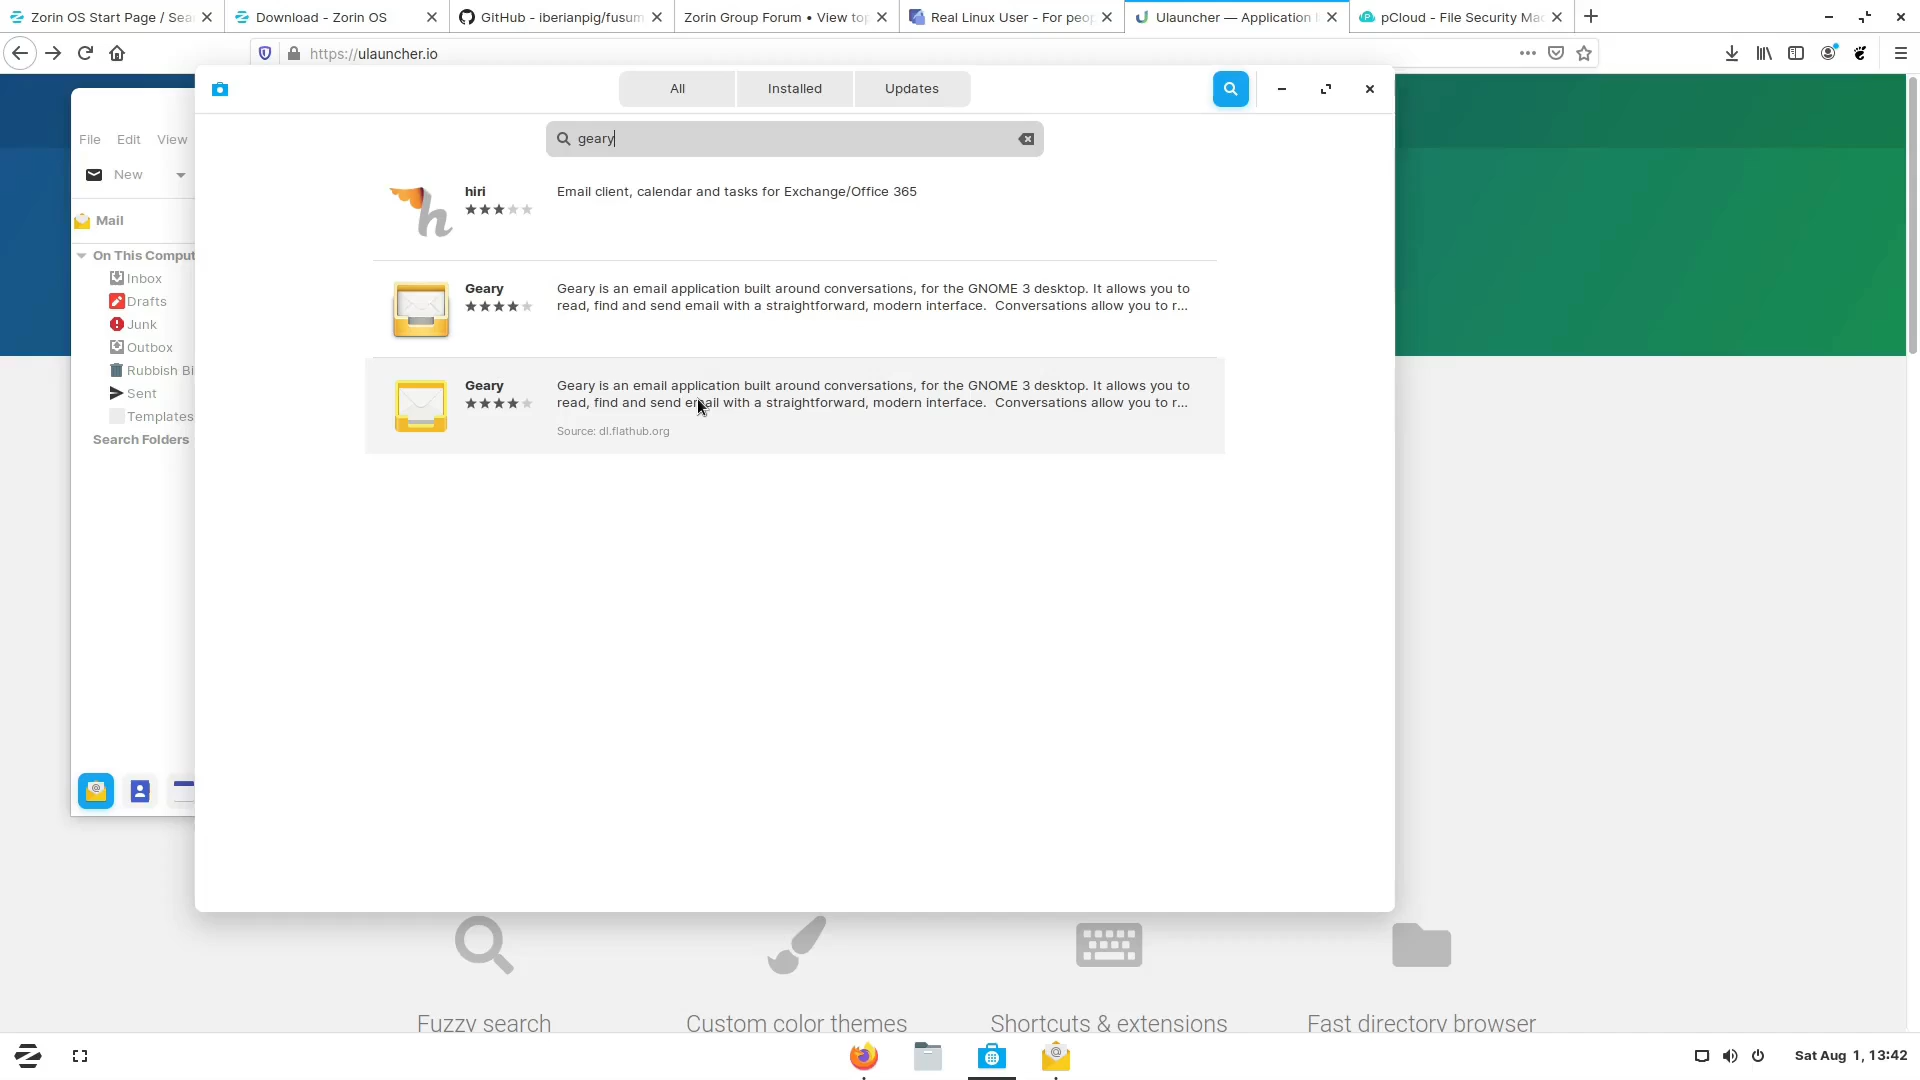 Zorin OS Start Page / Sea
Download - Zorin OS
GitHub - iberianpig/fusum
Zorin Group Forum • View top
Real Linux User - For peop
Ulauncher — Application l
pCloud - File Security Mad
https://ulauncher.io
All
Installed
Updates
geary
File
Edit
View
New
Mail
On This Comput
Inbox
Drafts
Junk
Outbox
Rubbish Bi
Sent
Templates
Search Folders
hiri
Email client, calendar and tasks for Exchange/Office 365
Geary
Geary is an email application built around conversations, for the GNOME 3 desktop. It allows you to
read, find and send email with a straightforward, modern interface.  Conversations allow you to r...
Geary
Geary is an email application built around conversations, for the GNOME 3 desktop. It allows you to
read, find and send email with a straightforward, modern interface.  Conversations allow you to r...
Source: dl.flathub.org
Fuzzy search
Custom color themes
Shortcuts & extensions
Fast directory browser
Sat Aug 1, 13:42